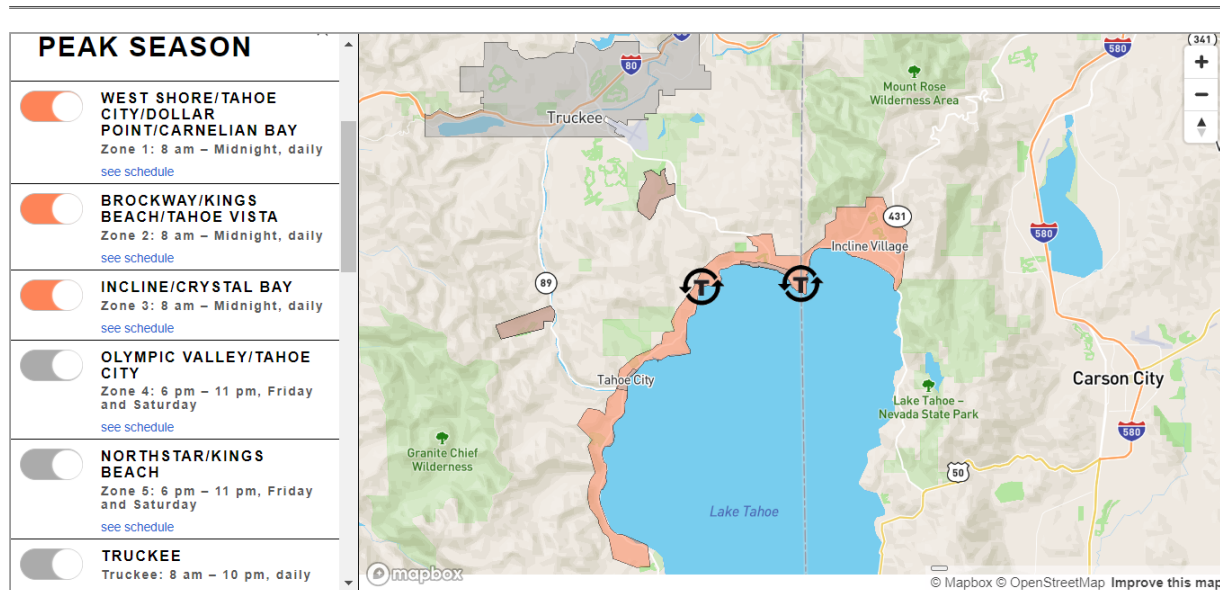 PEAK SEASON
WEST SHORE/TAHOE
CITY/DOLLAR
POINT/CARNELIAN BAY
Zone 1: 8 am – Midnight, daily
see schedule
BROCKWAY/KINGS
BEACH/TAHOE VISTA
Zone 2: 8 am – Midnight, daily
see schedule
INCLINE/CRYSTAL BAY
Zone 3: 8 am – Midnight, daily
see schedule
OLYMPIC VALLEY/TAHOE
CITY
Zone 4: 6 pm – 11 pm, Friday
and Saturday
see schedule
NORTHSTAR/KINGS
BEACH
Zone 5: 6 pm – 11 pm, Friday
and Saturday
see schedule
TRUCKEE
Truckee: 8 am – 10 pm, daily
(341)
580
80
Mount Rose
Wilderness Area
Truckee
431
580
Incline Village
89
T
T
Tahoe City
Carson City
Lake Tahoe –
Nevada State Park
580
Granite Chief
Wilderness
50
Lake Tahoe
mapbox
© Mapbox © OpenStreetMap Improve this map